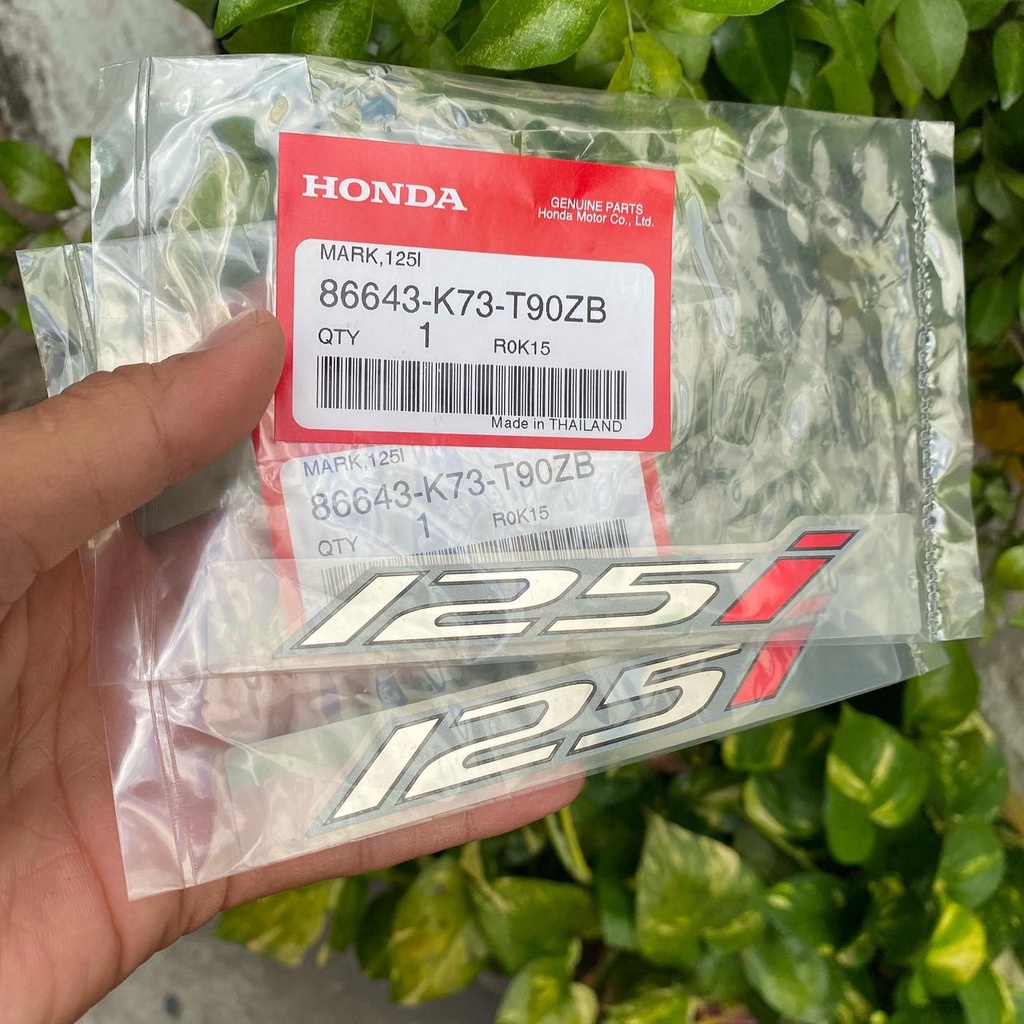 HONDA
GENUINE PARTS
Honda Motor Co., Ltd.
MARK,125I
86643-K73-T90ZB
QTY 1 R0K15
Made in THAILAND
MARK,125I
86643-K73-T90ZB
QTY 1 R0K15
125i
125i